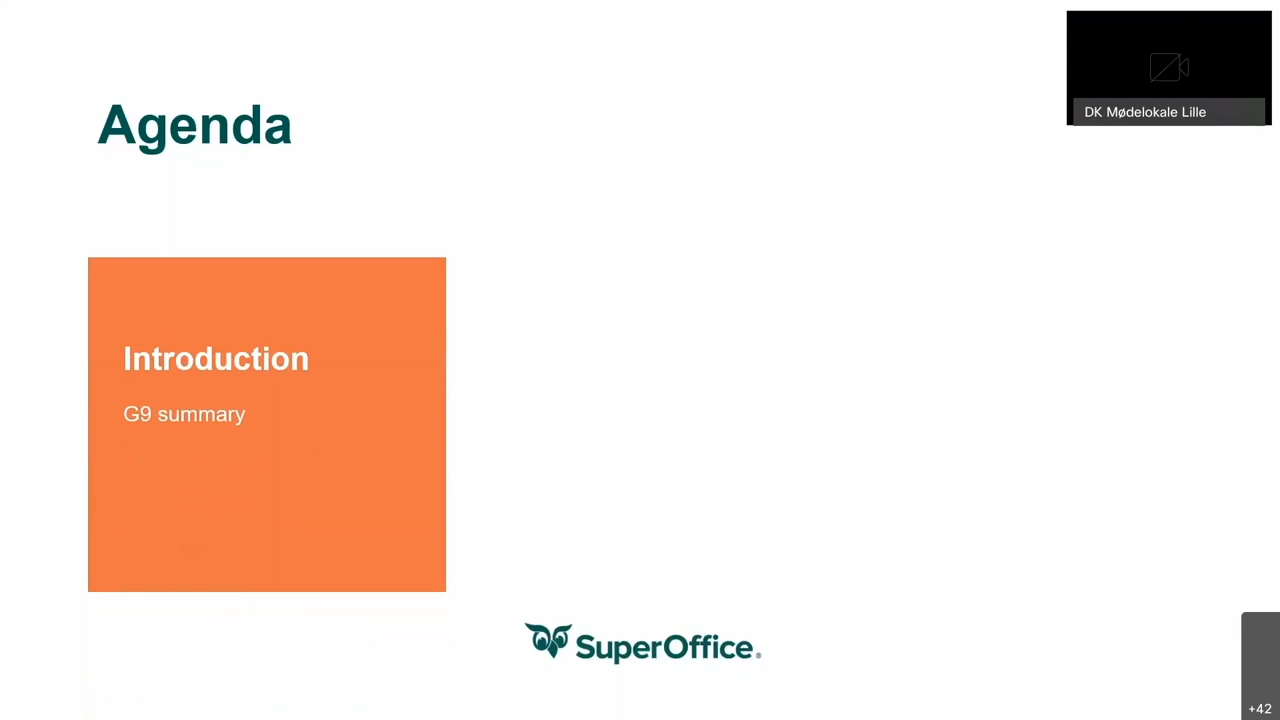 Agenda
DK Mødelokale Lille
Introduction
G9 summary
SuperOffice®
+42